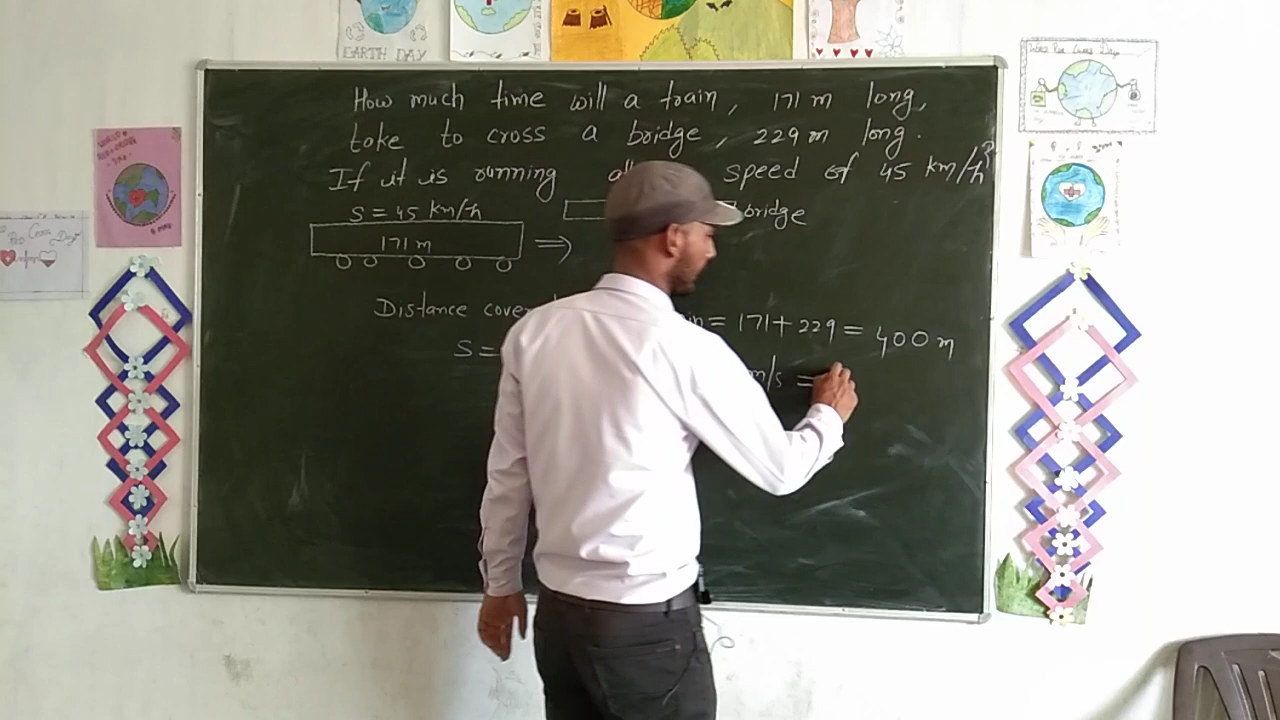 EARTH DAY
How much time will a train, 171 m long,
take to cross a bridge, 229 m long.
If it is running speed of 45 km/h?
S = 45 km/h
bridge
171 m
⇒
Distance = 171 + 229 = 400 m
S = m/s =